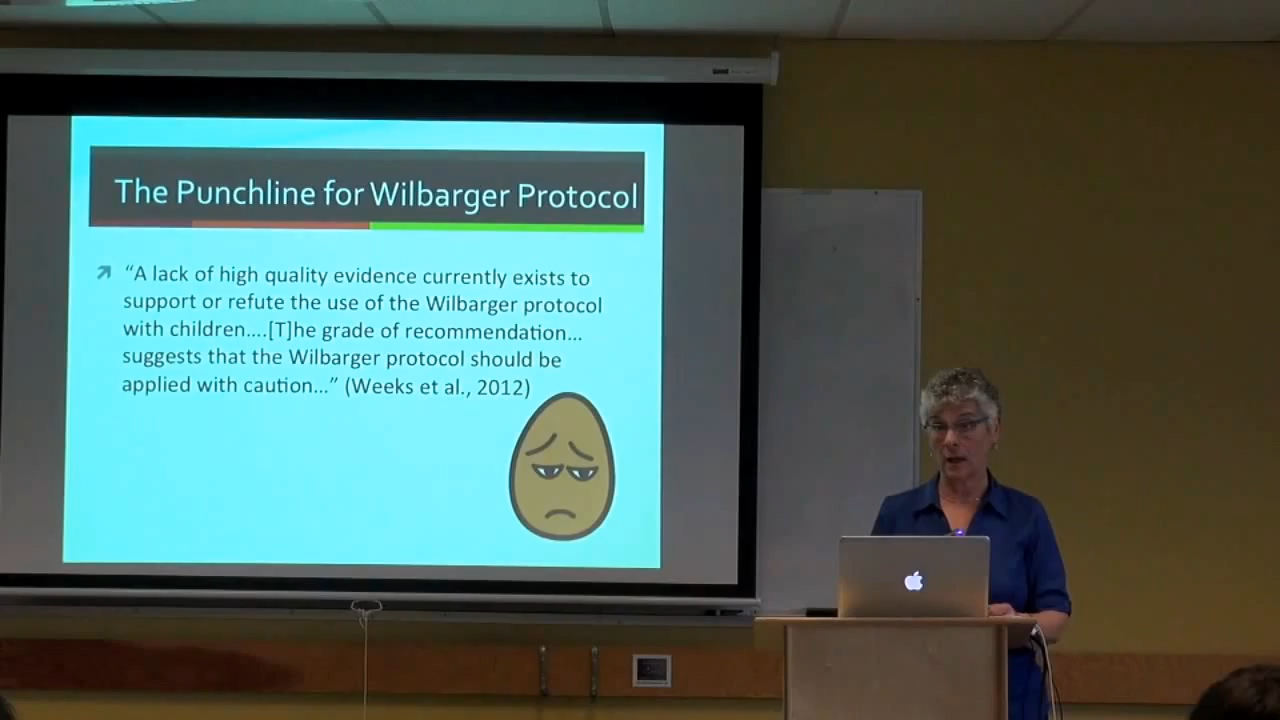 The Punchline for Wilbarger Protocol
“A lack of high quality evidence currently exists to
support or refute the use of the Wilbarger protocol
with children....[T]he grade of recommendation...
suggests that the Wilbarger protocol should be
applied with caution...” (Weeks et al., 2012)